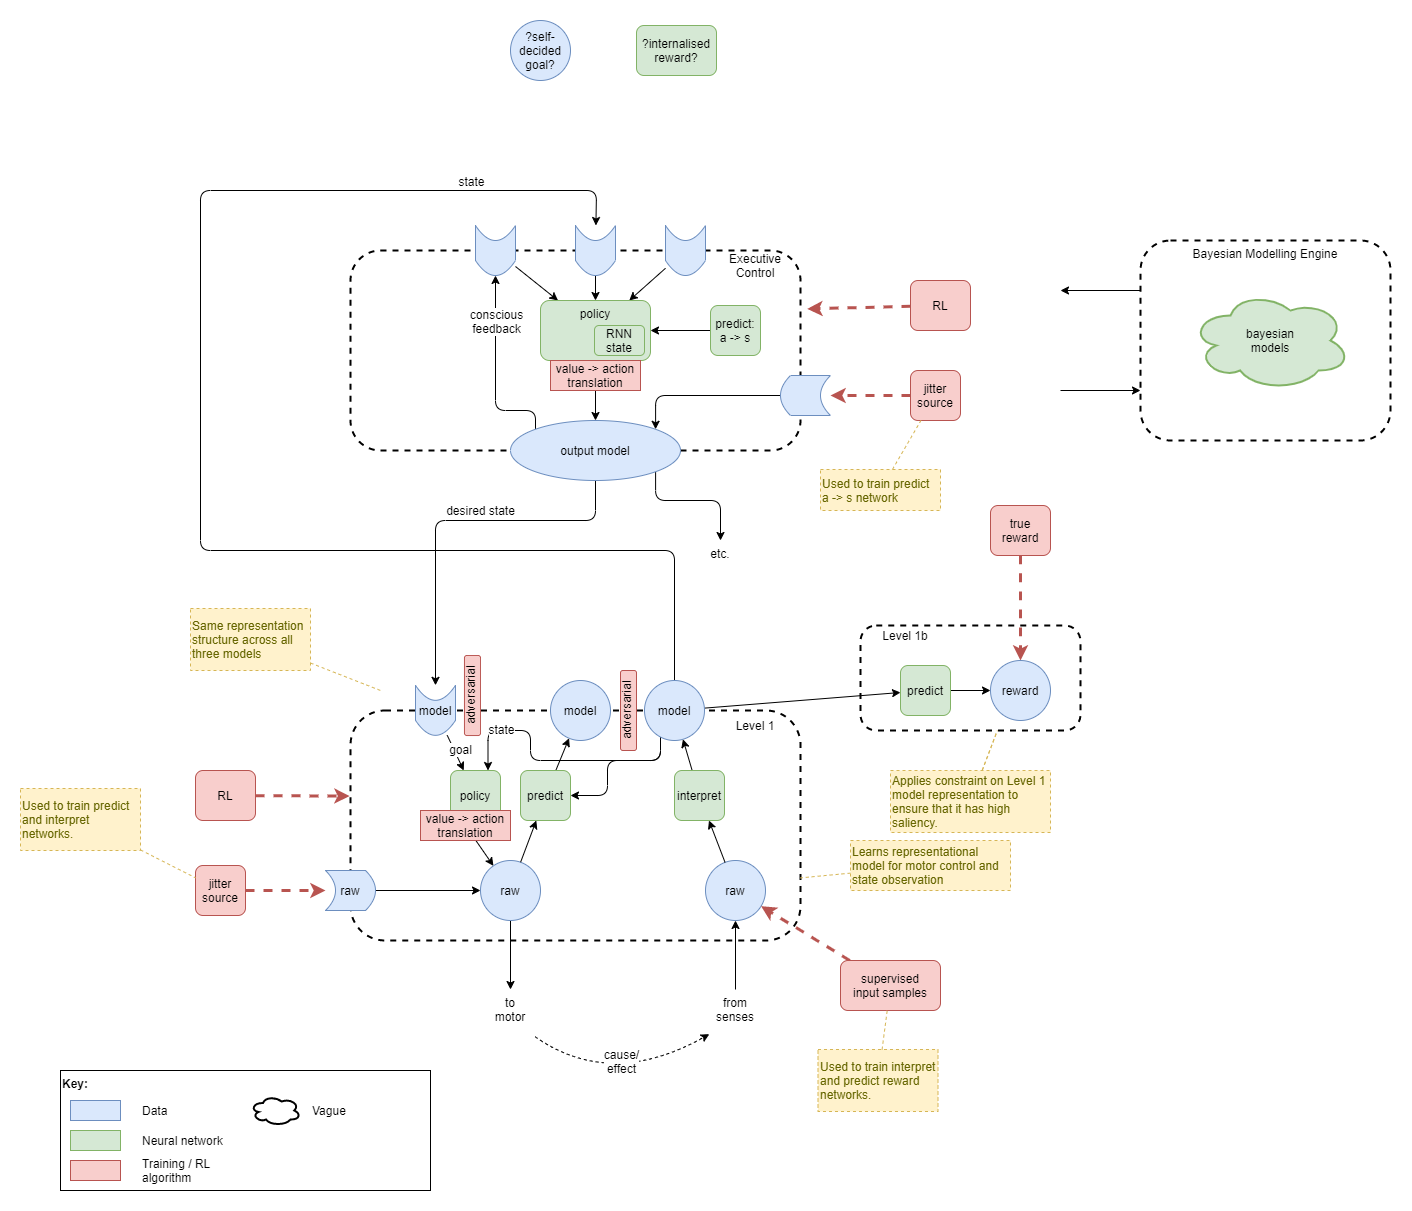 ?self-
decided
goal?
?internalised
reward?
state
Executive
Control
Bayesian Modelling Engine
conscious
feedback
policy
RNN
state
predict:
a -> s
value -> action
translation
RL
bayesian
models
jitter
source
output model
Used to train predict
a -> s network
desired state
etc.
true
reward
Same representation
structure across all
three models
Level 1b
predict
reward
model
adversarial
model
adversarial
model
Level 1
goal
state
RL
policy
predict
interpret
value -> action
translation
Applies constraint on Level 1
model representation to
ensure that it has high
saliency.
Used to train predict
and interpret
networks.
Learns representational
model for motor control and
state observation
jitter
source
raw
raw
raw
supervised
input samples
to
motor
from
senses
cause/
effect
Used to train interpret
and predict reward
networks.
Key:
Data
Vague
Neural network
Training / RL
algorithm